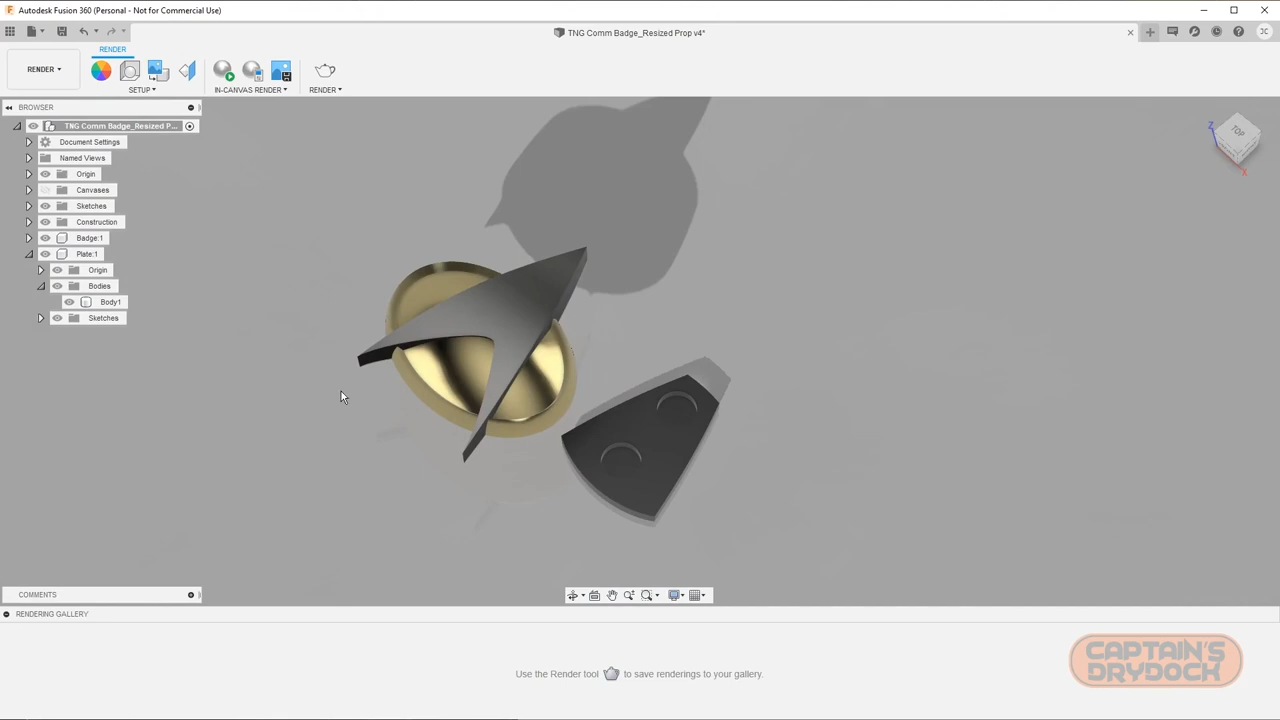 Autodesk Fusion 360 (Personal - Not for Commercial Use)
TNG Comm Badge_Resized Prop v4*
RENDER
RENDER
SETUP
IN-CANVAS RENDER
RENDER
BROWSER
TNG Comm Badge_Resized P...
Document Settings
Named Views
Origin
Canvases
Sketches
Construction
Badge:1
Plate:1
Origin
Bodies
Body1
Sketches
TOP
Z
X
COMMENTS
RENDERING GALLERY
Use the Render tool to save renderings to your gallery.
CAPTAIN'S
DRYDOCK